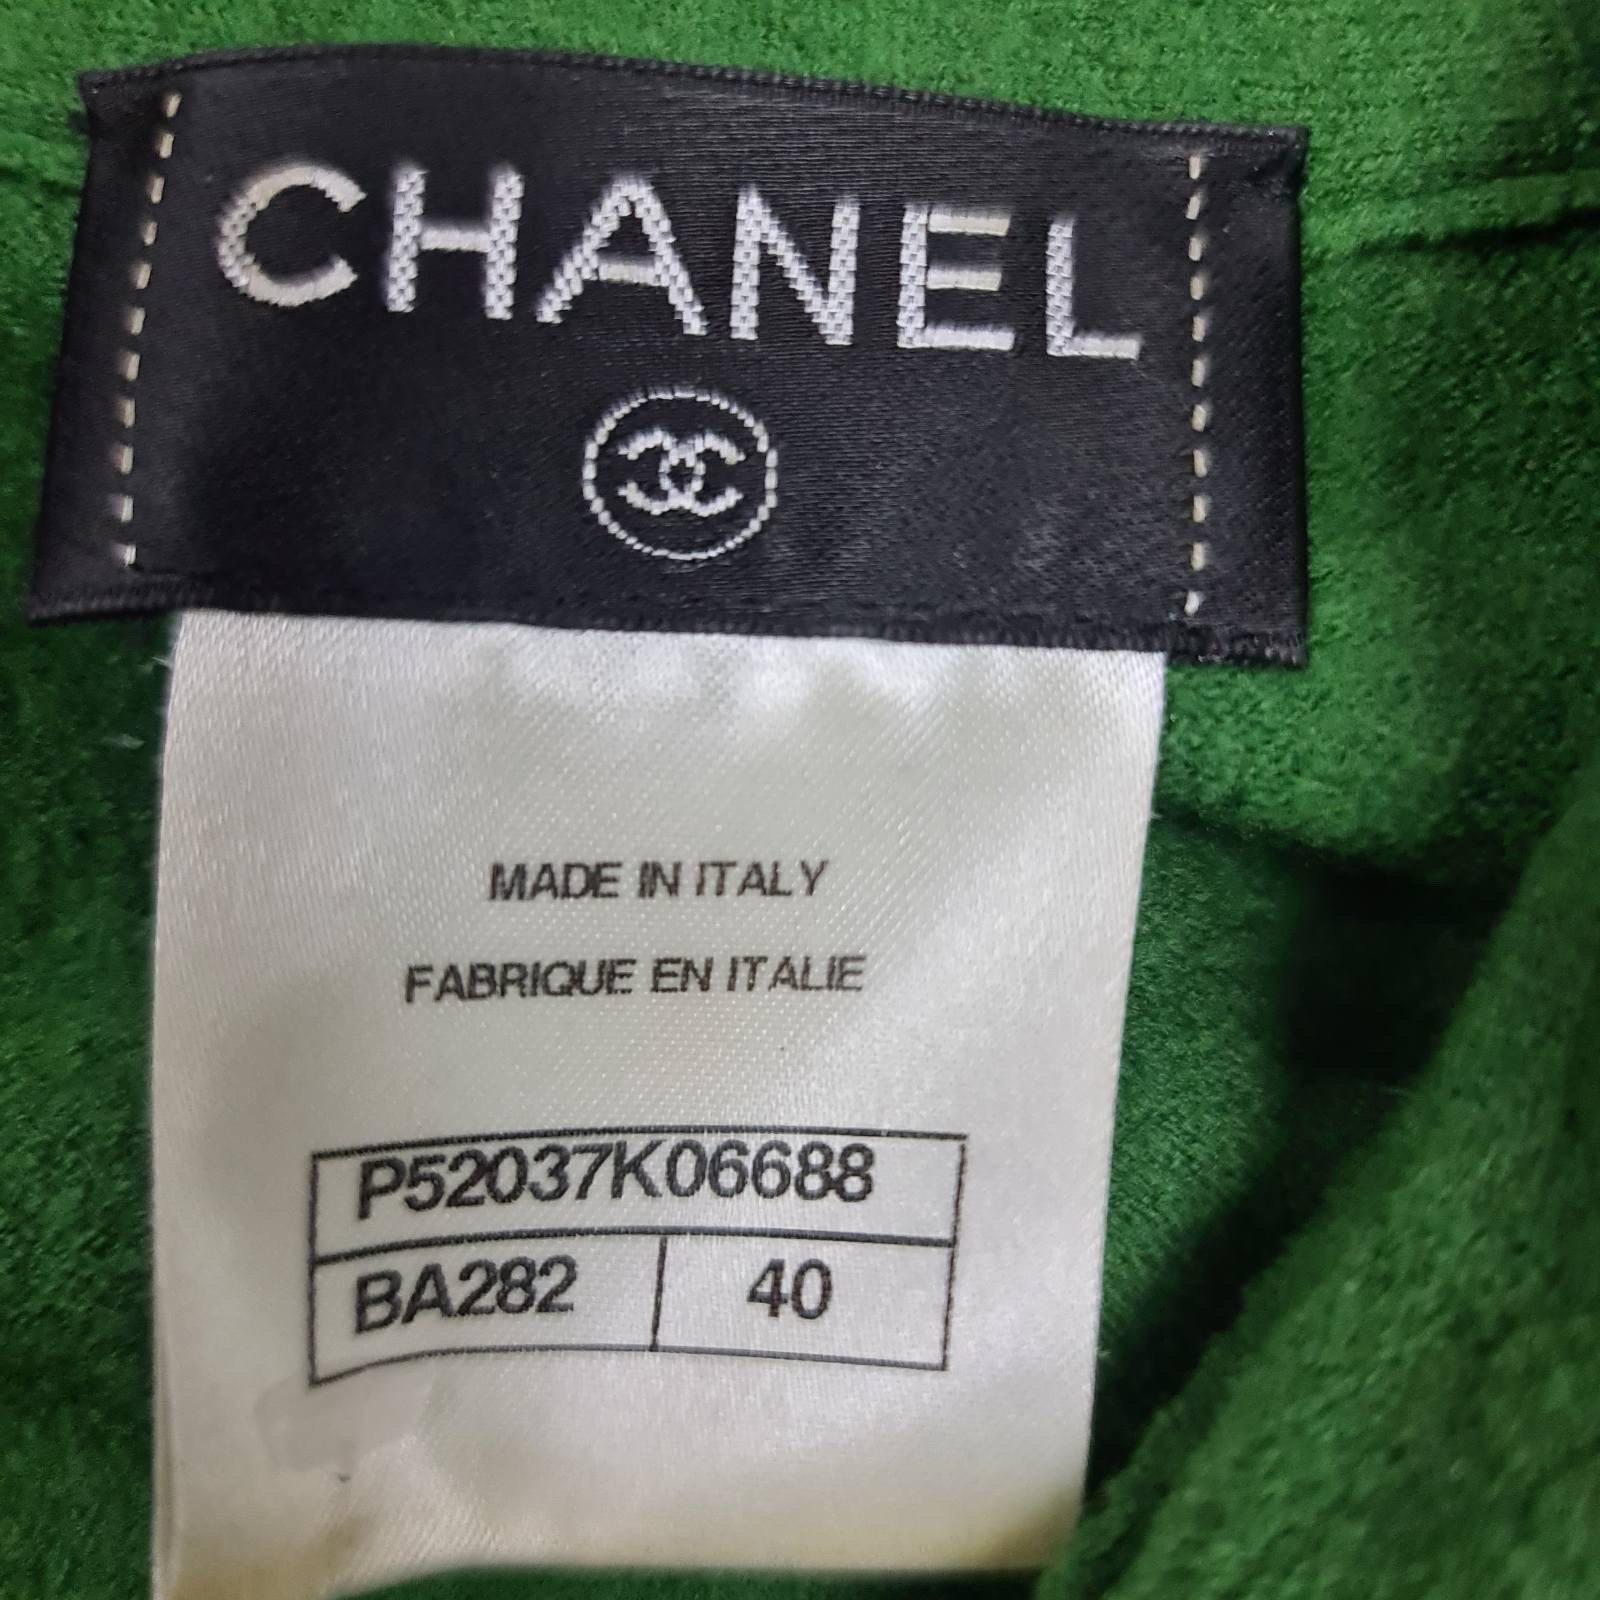 CHANEL
MADE IN ITALY
FABRIQUE EN ITALIE
P52037K06688
BA282 40